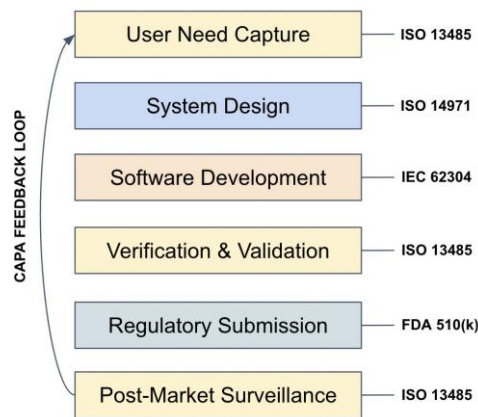 User Need Capture
ISO 13485
System Design
ISO 14971
Software Development
IEC 62304
Verification & Validation
ISO 13485
Regulatory Submission
FDA 510(k)
Post-Market Surveillance
ISO 13485
CAPA FEEDBACK LOOP